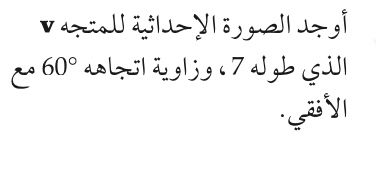 أوجد الصورة الإحداثية للمتجه v
الذي طوله 7 ، وزاوية اتجاهه 60° مع
الأفقي.